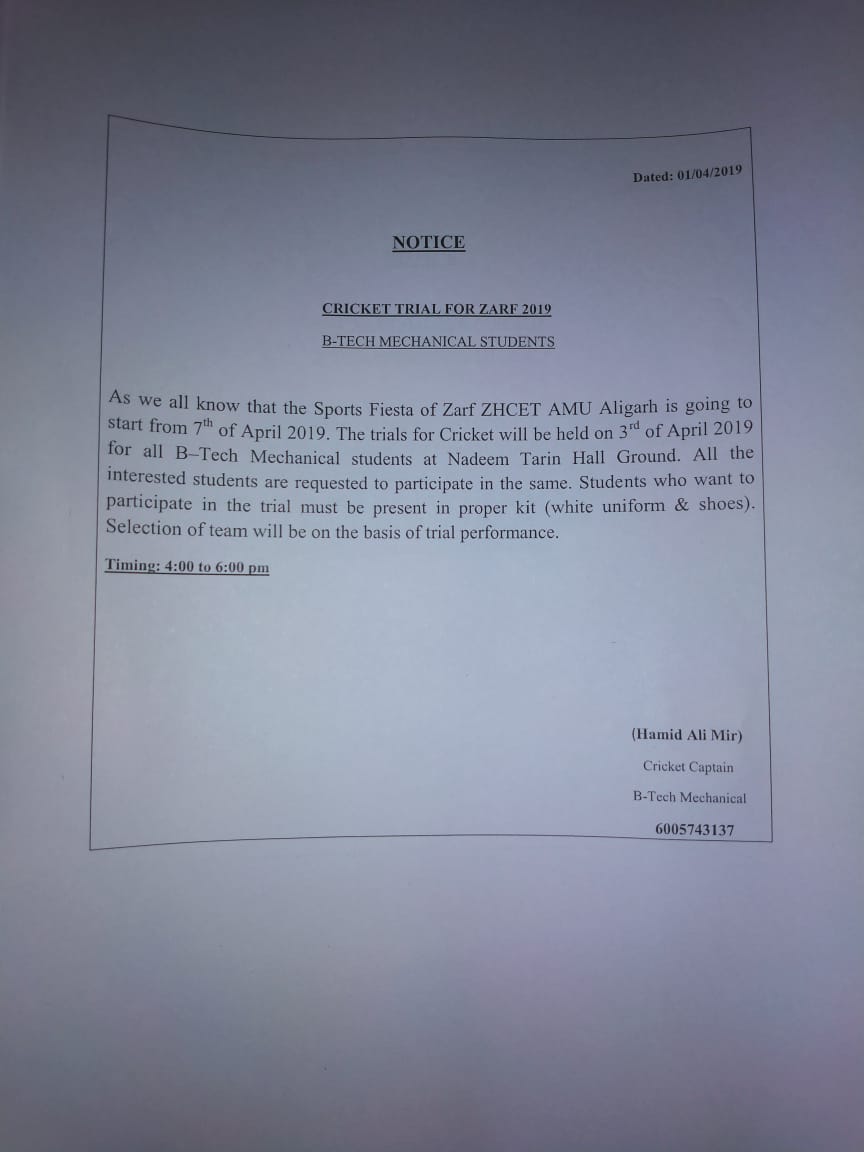 Dated: 01/04/2019
NOTICE
CRICKET TRIAL FOR ZARF 2019
B-TECH MECHANICAL STUDENTS
As we all know that the Sports Fiesta of Zarf ZHCET AMU Aligarh is going to
start from 7th of April 2019. The trials for Cricket will be held on 3rd of April 2019
for all B–Tech Mechanical students at Nadeem Tarin Hall Ground. All the
interested students are requested to participate in the same. Students who want to
participate in the trial must be present in proper kit (white uniform & shoes).
Selection of team will be on the basis of trial performance.
Timing: 4:00 to 6:00 pm
(Hamid Ali Mir)
Cricket Captain
B-Tech Mechanical
6005743137